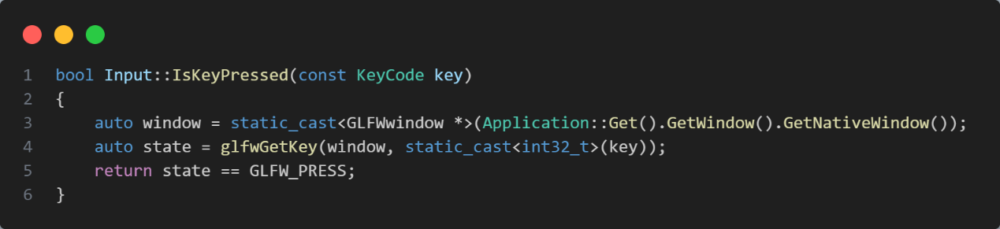 1 bool Input::IsKeyPressed(const KeyCode key)
2 {
3     auto window = static_cast<GLFWwindow *>(Application::Get().GetWindow().GetNativeWindow());
4     auto state = glfwGetKey(window, static_cast<int32_t>(key));
5     return state == GLFW_PRESS;
6 }